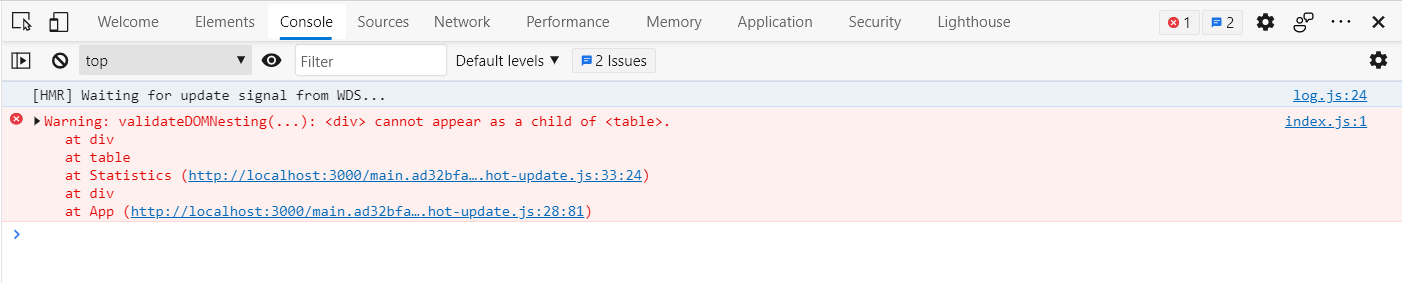 Welcome Elements Console Sources Network Performance Memory Application Security Lighthouse 1 2
top Filter Default levels 2 Issues
[HMR] Waiting for update signal from WDS... log.js:24
Warning: validateDOMNesting(...): <div> cannot appear as a child of <table>. index.js:1
at div
at table
at Statistics (http://localhost:3000/main.ad32bfa….hot-update.js:33:24)
at div
at App (http://localhost:3000/main.ad32bfa….hot-update.js:28:81)